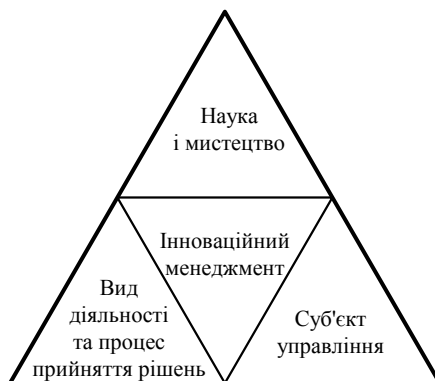 Наука
і мистецтво
Інноваційний
менеджмент
Вид
діяльності
та процес
прийняття рішень
Суб'єкт
управління